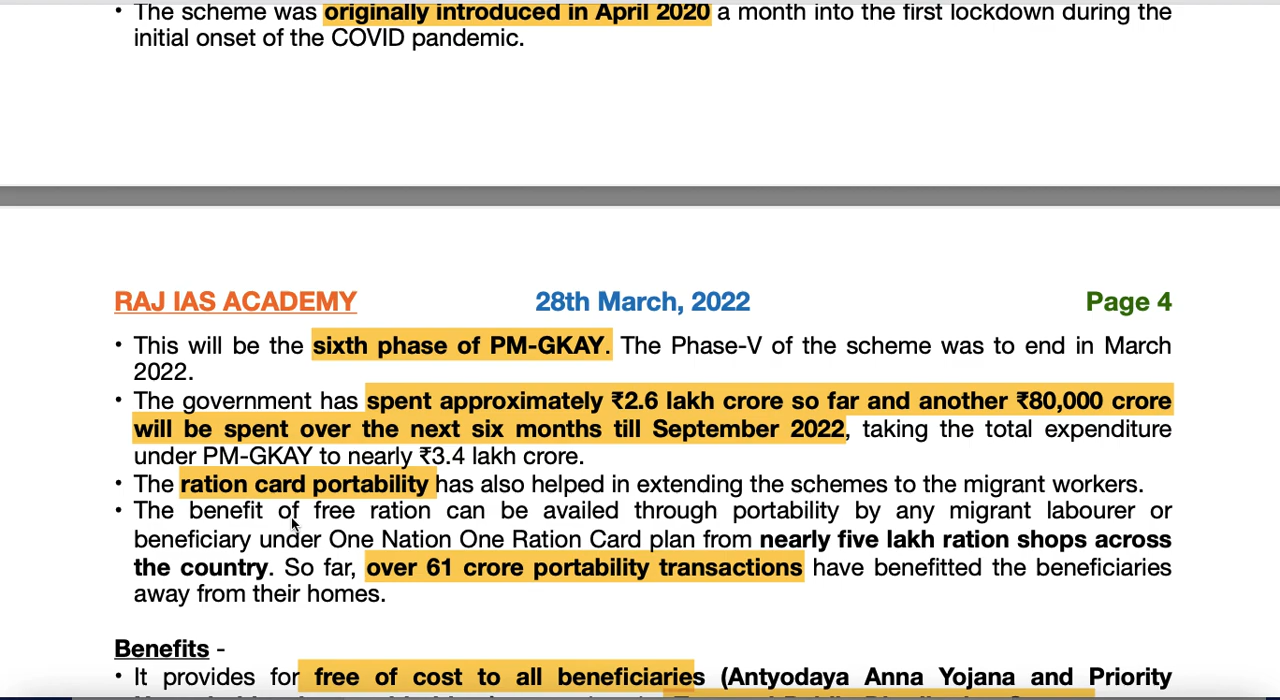 • The scheme was originally introduced in April 2020 a month into the first lockdown during the
initial onset of the COVID pandemic.
RAJ IAS ACADEMY 28th March, 2022 Page 4
• This will be the sixth phase of PM-GKAY. The Phase-V of the scheme was to end in March
2022.
• The government has spent approximately ₹2.6 lakh crore so far and another ₹80,000 crore
will be spent over the next six months till September 2022, taking the total expenditure
under PM-GKAY to nearly ₹3.4 lakh crore.
• The ration card portability has also helped in extending the schemes to the migrant workers.
• The benefit of free ration can be availed through portability by any migrant labourer or
beneficiary under One Nation One Ration Card plan from nearly five lakh ration shops across
the country. So far, over 61 crore portability transactions have benefitted the beneficiaries
away from their homes.
Benefits -
• It provides for free of cost to all beneficiaries (Antyodaya Anna Yojana and Priority